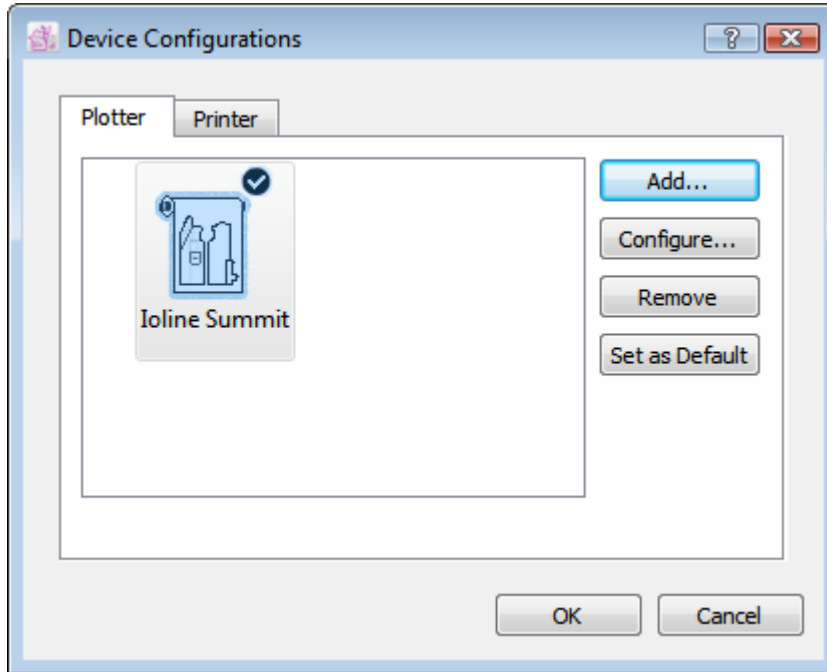 Device Configurations
Plotter
Printer
Add...
Configure...
Ioline Summit
Remove
Set as Default
OK
Cancel